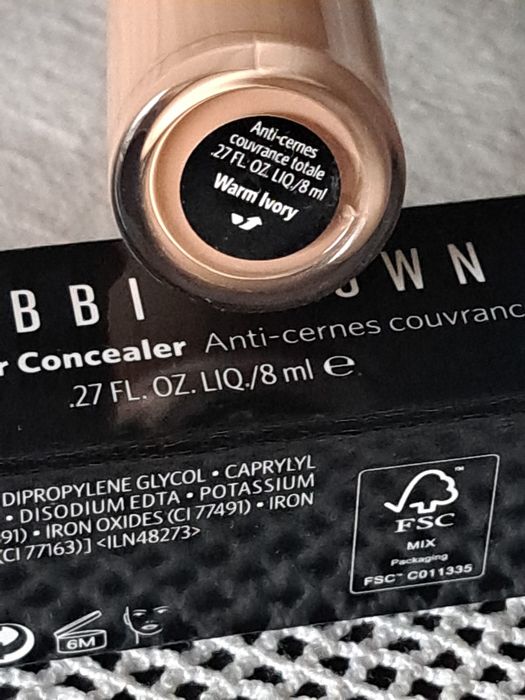 Anti-cernes
couvrance totale
.27 FL. OZ. LIQ./8 ml
Warm Ivory
BBI OWN
r Concealer Anti-cernes couvranc
.27 FL. OZ. LIQ./8 ml e
DIPROPYLENE GLYCOL • CAPRYLYL
• DISODIUM EDTA • POTASSIUM
91) • IRON OXIDES (CI 77491) • IRON
(CI 77163)] <ILN48273>
FSC
MIX
Packaging
FSC™ C011335
6M